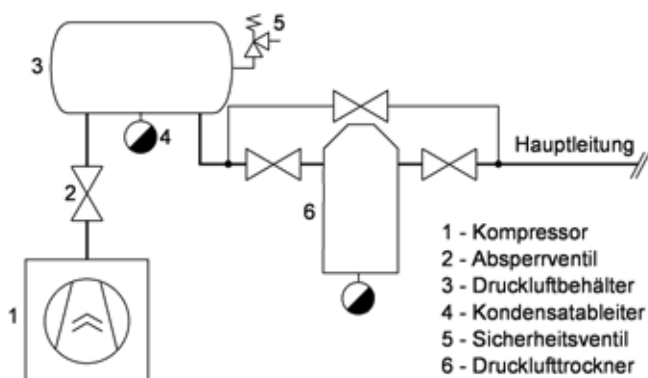 5
3
4
Hauptleitung
2
6
1
1 - Kompressor
2 - Absperrventil
3 - Druckluftbehälter
4 - Kondensatableiter
5 - Sicherheitsventil
6 - Drucklufttrockner